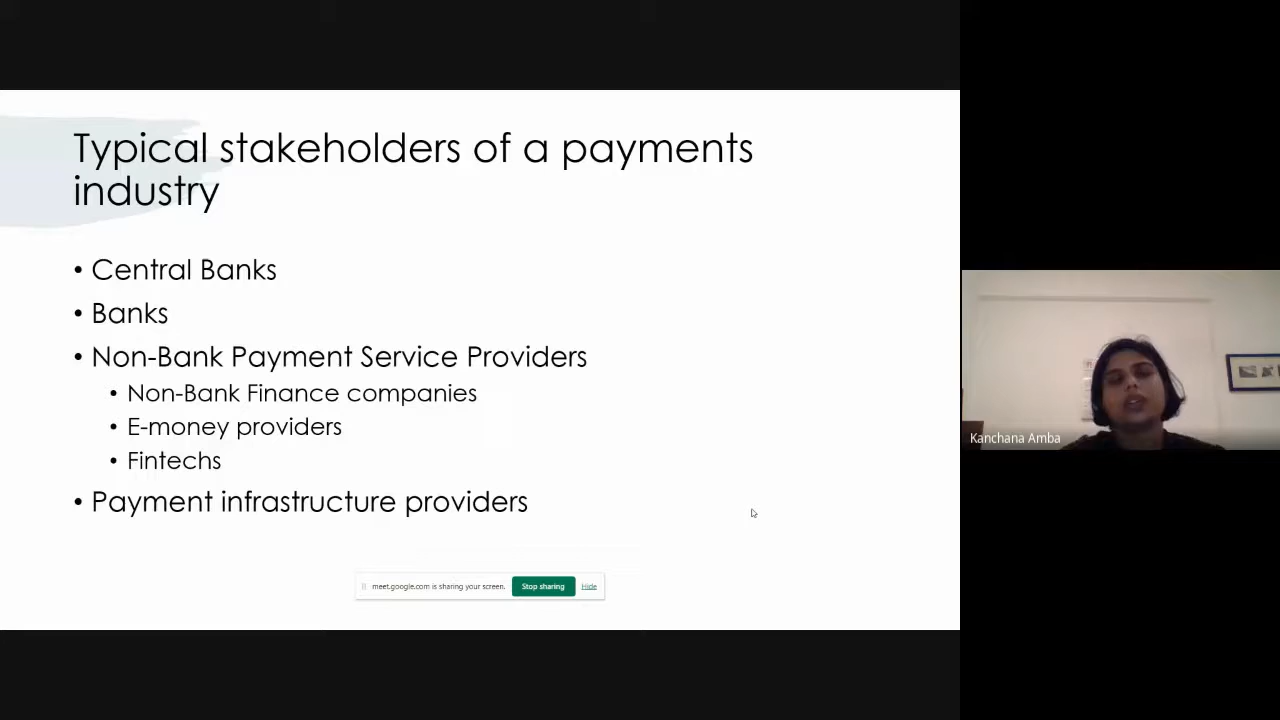 Typical stakeholders of a payments
industry
• Central Banks
• Banks
• Non-Bank Payment Service Providers
• Non-Bank Finance companies
• E-money providers
• Fintechs
• Payment infrastructure providers
meet.google.com is sharing your screen. Stop sharing Hide
Kanchana Amba